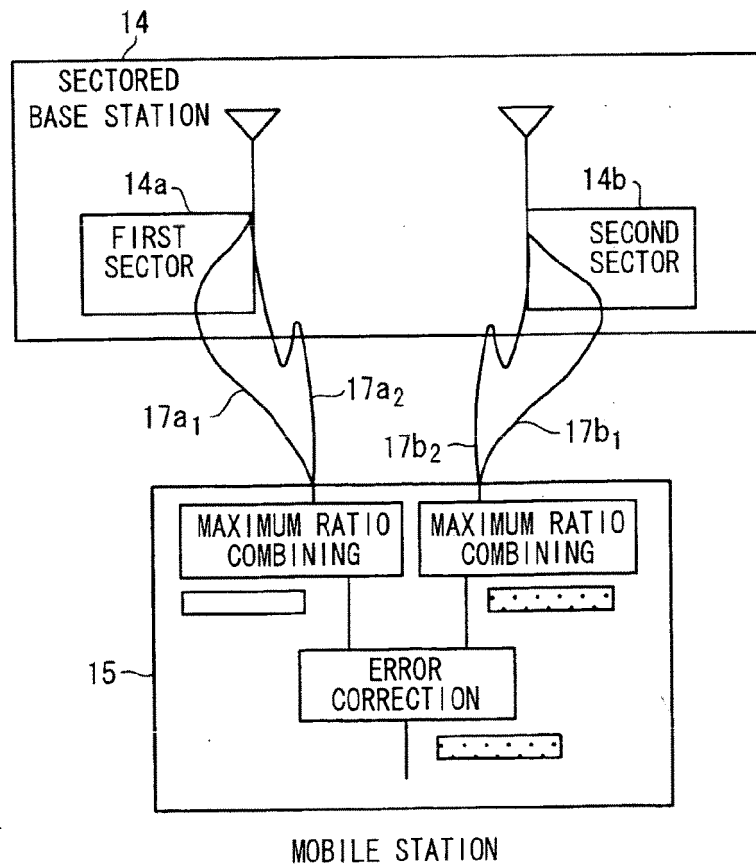 14
SECTORED
BASE STATION
14a
14b
FIRST
SECTOR
SECOND
SECTOR
17a1
17a2
17b2
17b1
MAXIMUM RATIO
COMBINING
MAXIMUM RATIO
COMBINING
15
ERROR
CORRECTION
MOBILE STATION